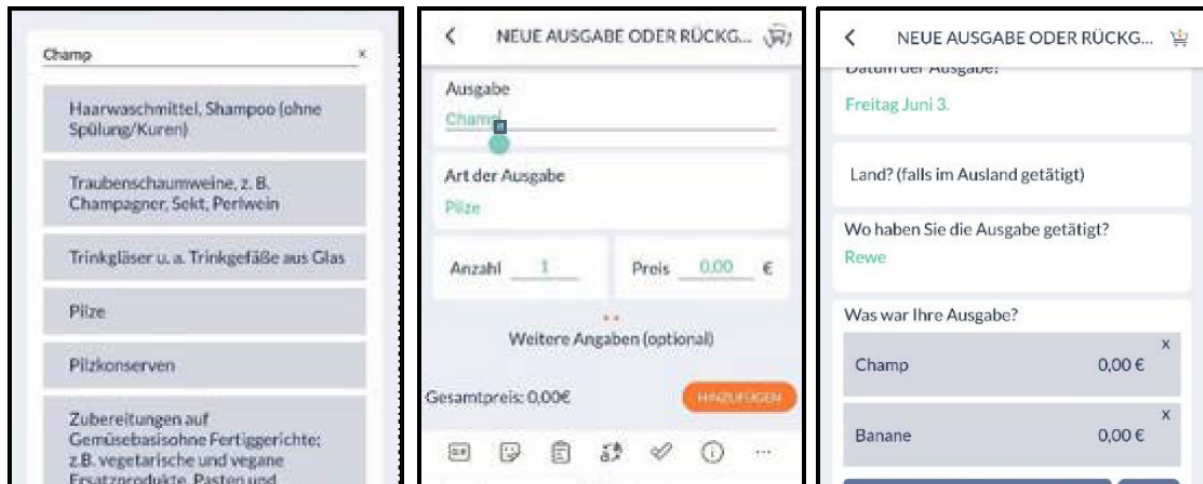 Champ
x
Haarwaschmittel, Shampoo (ohne
Spülung/Kuren)
Traubenschaumweine, z. B.
Champagner, Sekt, Perlwein
Trinkgläser u. a. Trinkgefäße aus Glas
Pilze
Pilzkonserven
Zubereitungen auf
Gemüsebasisohne Fertiggerichte;
z.B. vegetarische und vegane
Ersatzprodukte, Pasten und
NEUE AUSGABE ODER RÜCKG...
Ausgabe
Champ
Art der Ausgabe
Pilze
Anzahl 1
Preis 0.00 €
Weitere Angaben (optional)
Gesamtpreis: 0,00€
HINZUFÜGEN
GIF
NEUE AUSGABE ODER RÜCKG...
Datum der Ausgabe?
Freitag Juni 3.
Land? (falls im Ausland getätigt)
Wo haben Sie die Ausgabe getätigt?
Rewe
Was war Ihre Ausgabe?
x
Champ 0,00 €
x
Banane 0,00 €